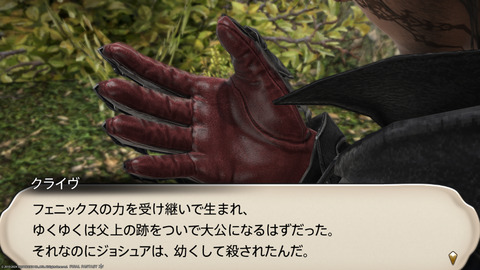 クライヴ
フェニックスの力を受け継いで生まれ、
ゆくゆくは父上の跡をついで大公になるはずだった。
それなのにジョシュアは、幼くして殺されたんだ。